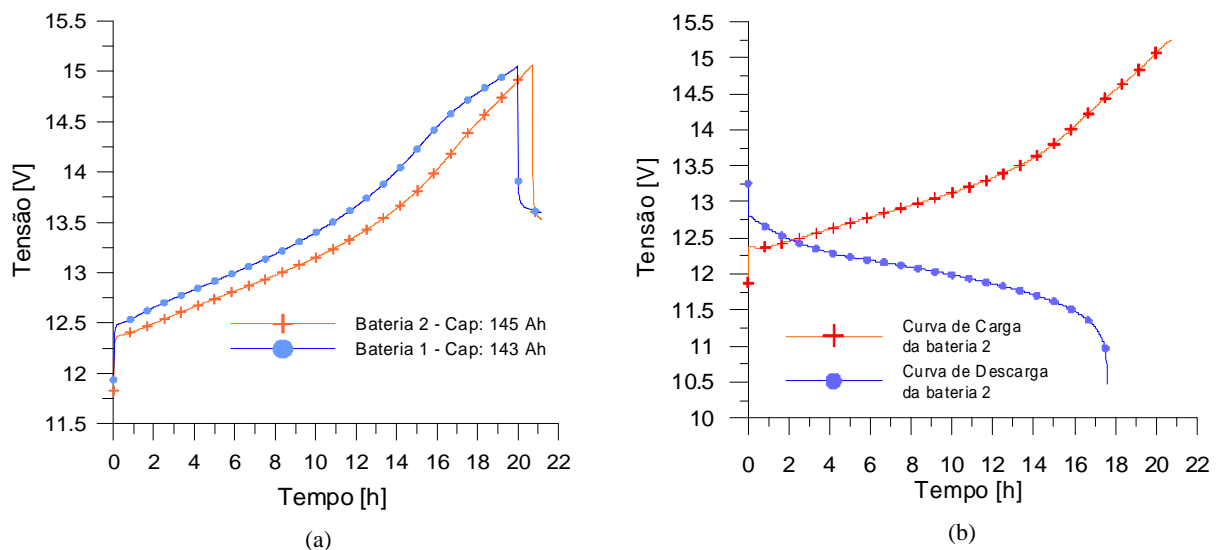 15.5
15
14.5
14
13.5
13
12.5
12
11.5
Tensão [V]
0 2 4 6 8 10 12 14 16 18 20 22
Tempo [h]
Bateria 2 - Cap: 145 Ah
Bateria 1 - Cap: 143 Ah
(a)
15.5
15
14.5
14
13.5
13
12.5
12
11.5
11
10.5
10
Tensão [V]
0 2 4 6 8 10 12 14 16 18 20 22
Tempo [h]
Curva de Carga
da bateria 2
Curva de Descarga
da bateria 2
(b)